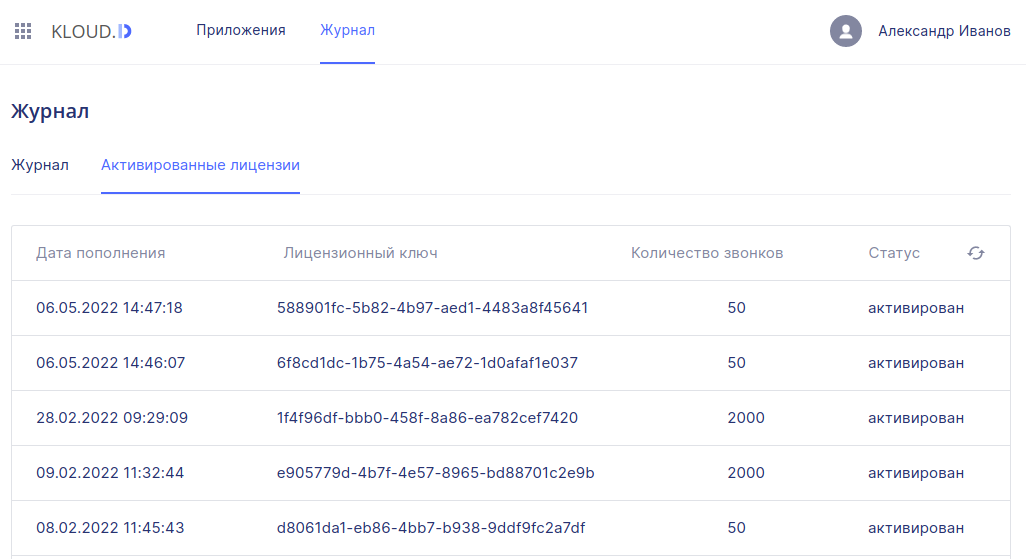 KLOUD.ID Приложения Журнал Александр Иванов
Журнал
Журнал Активированные лицензии
Дата пополнения Лицензионный ключ Количество звонков Статус
06.05.2022 14:47:18 588901fc-5b82-4b97-aed1-4483a8f45641 50 активирован
06.05.2022 14:46:07 6f8cd1dc-1b75-4a54-ae72-1d0afaf1e037 50 активирован
28.02.2022 09:29:09 1f4f96df-bbb0-458f-8a86-ea782cef7420 2000 активирован
09.02.2022 11:32:44 e905779d-4b7f-4e57-8965-bd88701c2e9b 2000 активирован
08.02.2022 11:45:43 d8061da1-eb86-4bb7-b938-9ddf9fc2a7df 50 активирован